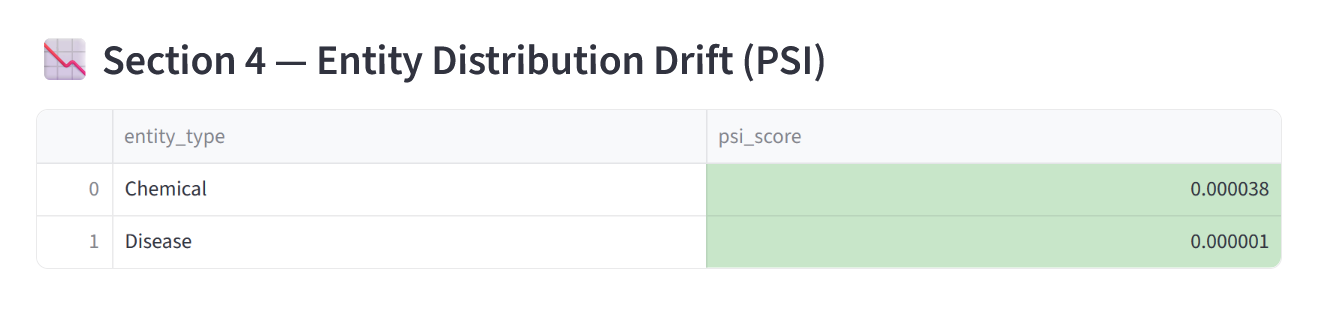 Section 4 — Entity Distribution Drift (PSI)
entity_type psi_score
0 Chemical 0.000038
1 Disease 0.000001